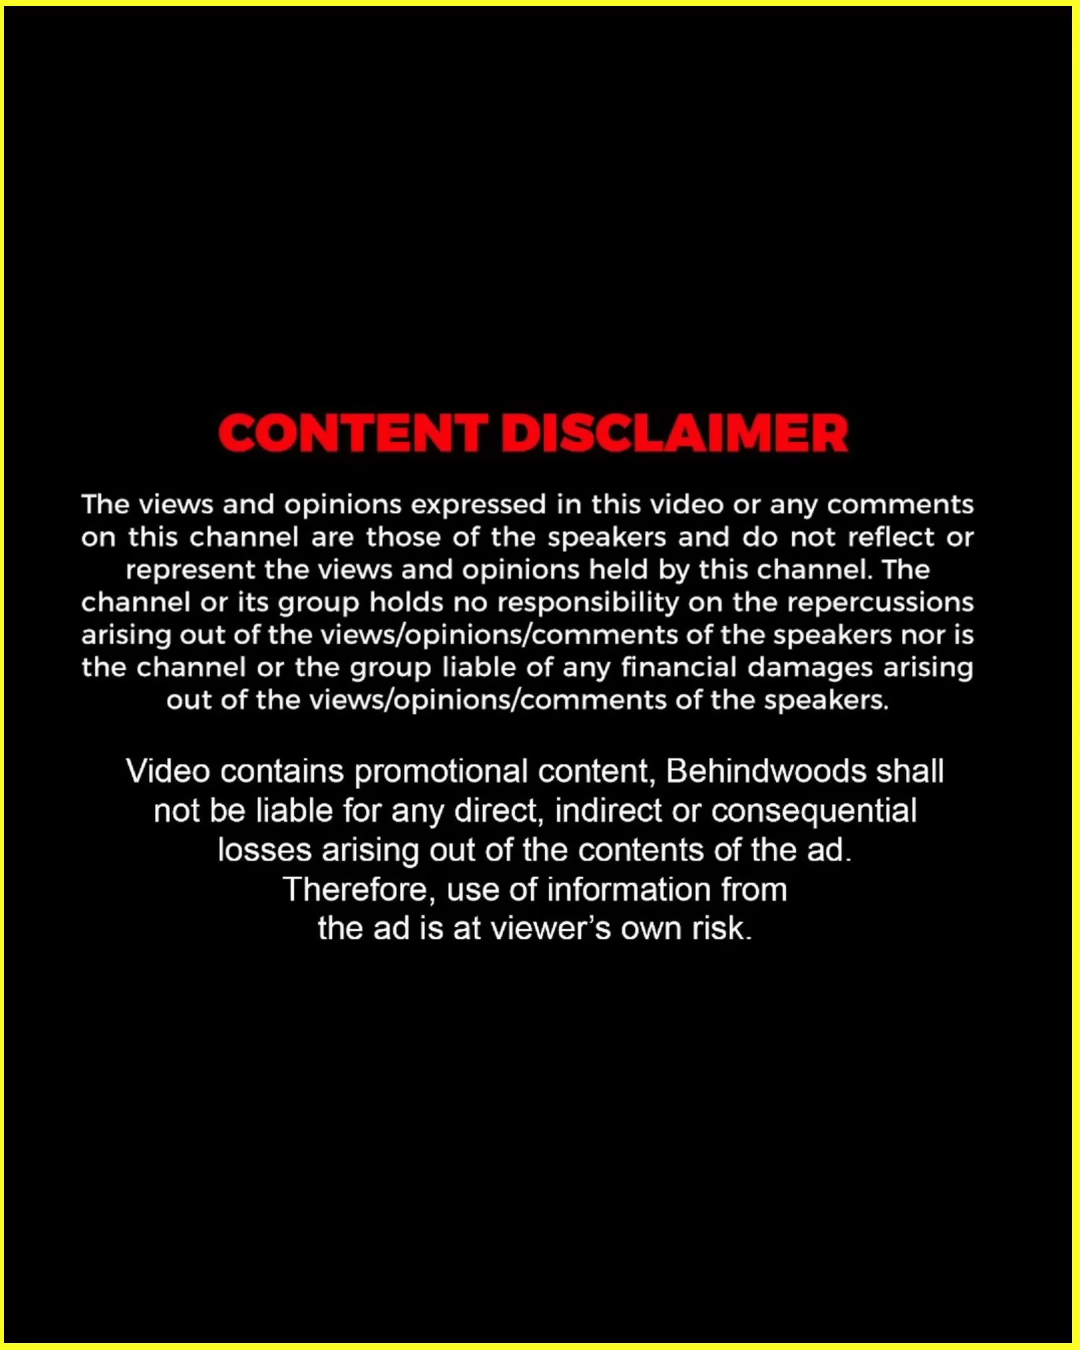 CONTENT DISCLAIMER
The views and opinions expressed in this video or any comments
on this channel are those of the speakers and do not reflect or
represent the views and opinions held by this channel. The
channel or its group holds no responsibility on the repercussions
arising out of the views/opinions/comments of the speakers nor is
the channel or the group liable of any financial damages arising
out of the views/opinions/comments of the speakers.
Video contains promotional content, Behindwoods shall
not be liable for any direct, indirect or consequential
losses arising out of the contents of the ad.
Therefore, use of information from
the ad is at viewer’s own risk.